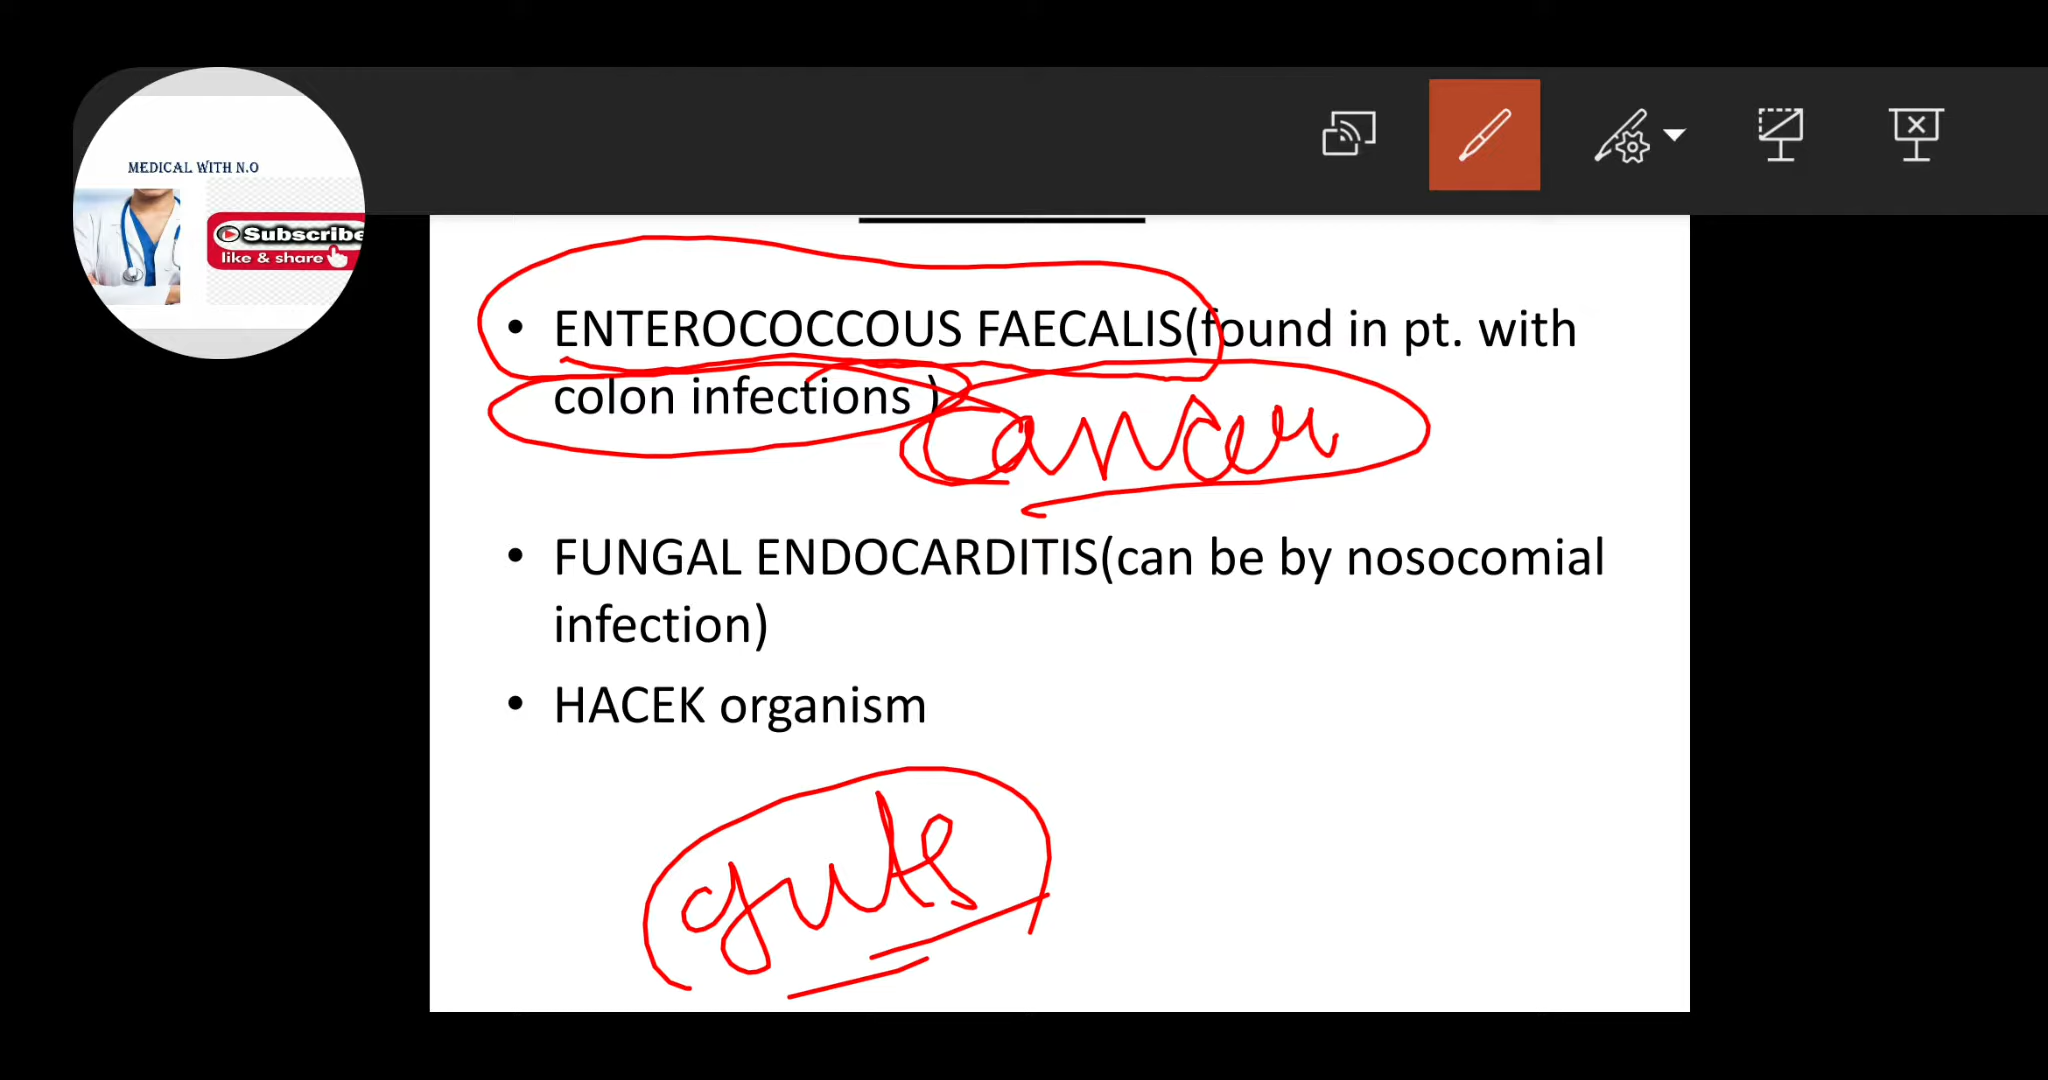 MEDICAL WITH N.O
Subscribe
like & share
• ENTEROCOCCOUS FAECALIS(found in pt. with
colon infections )
cancer
• FUNGAL ENDOCARDITIS(can be by nosocomial
infection)
• HACEK organism